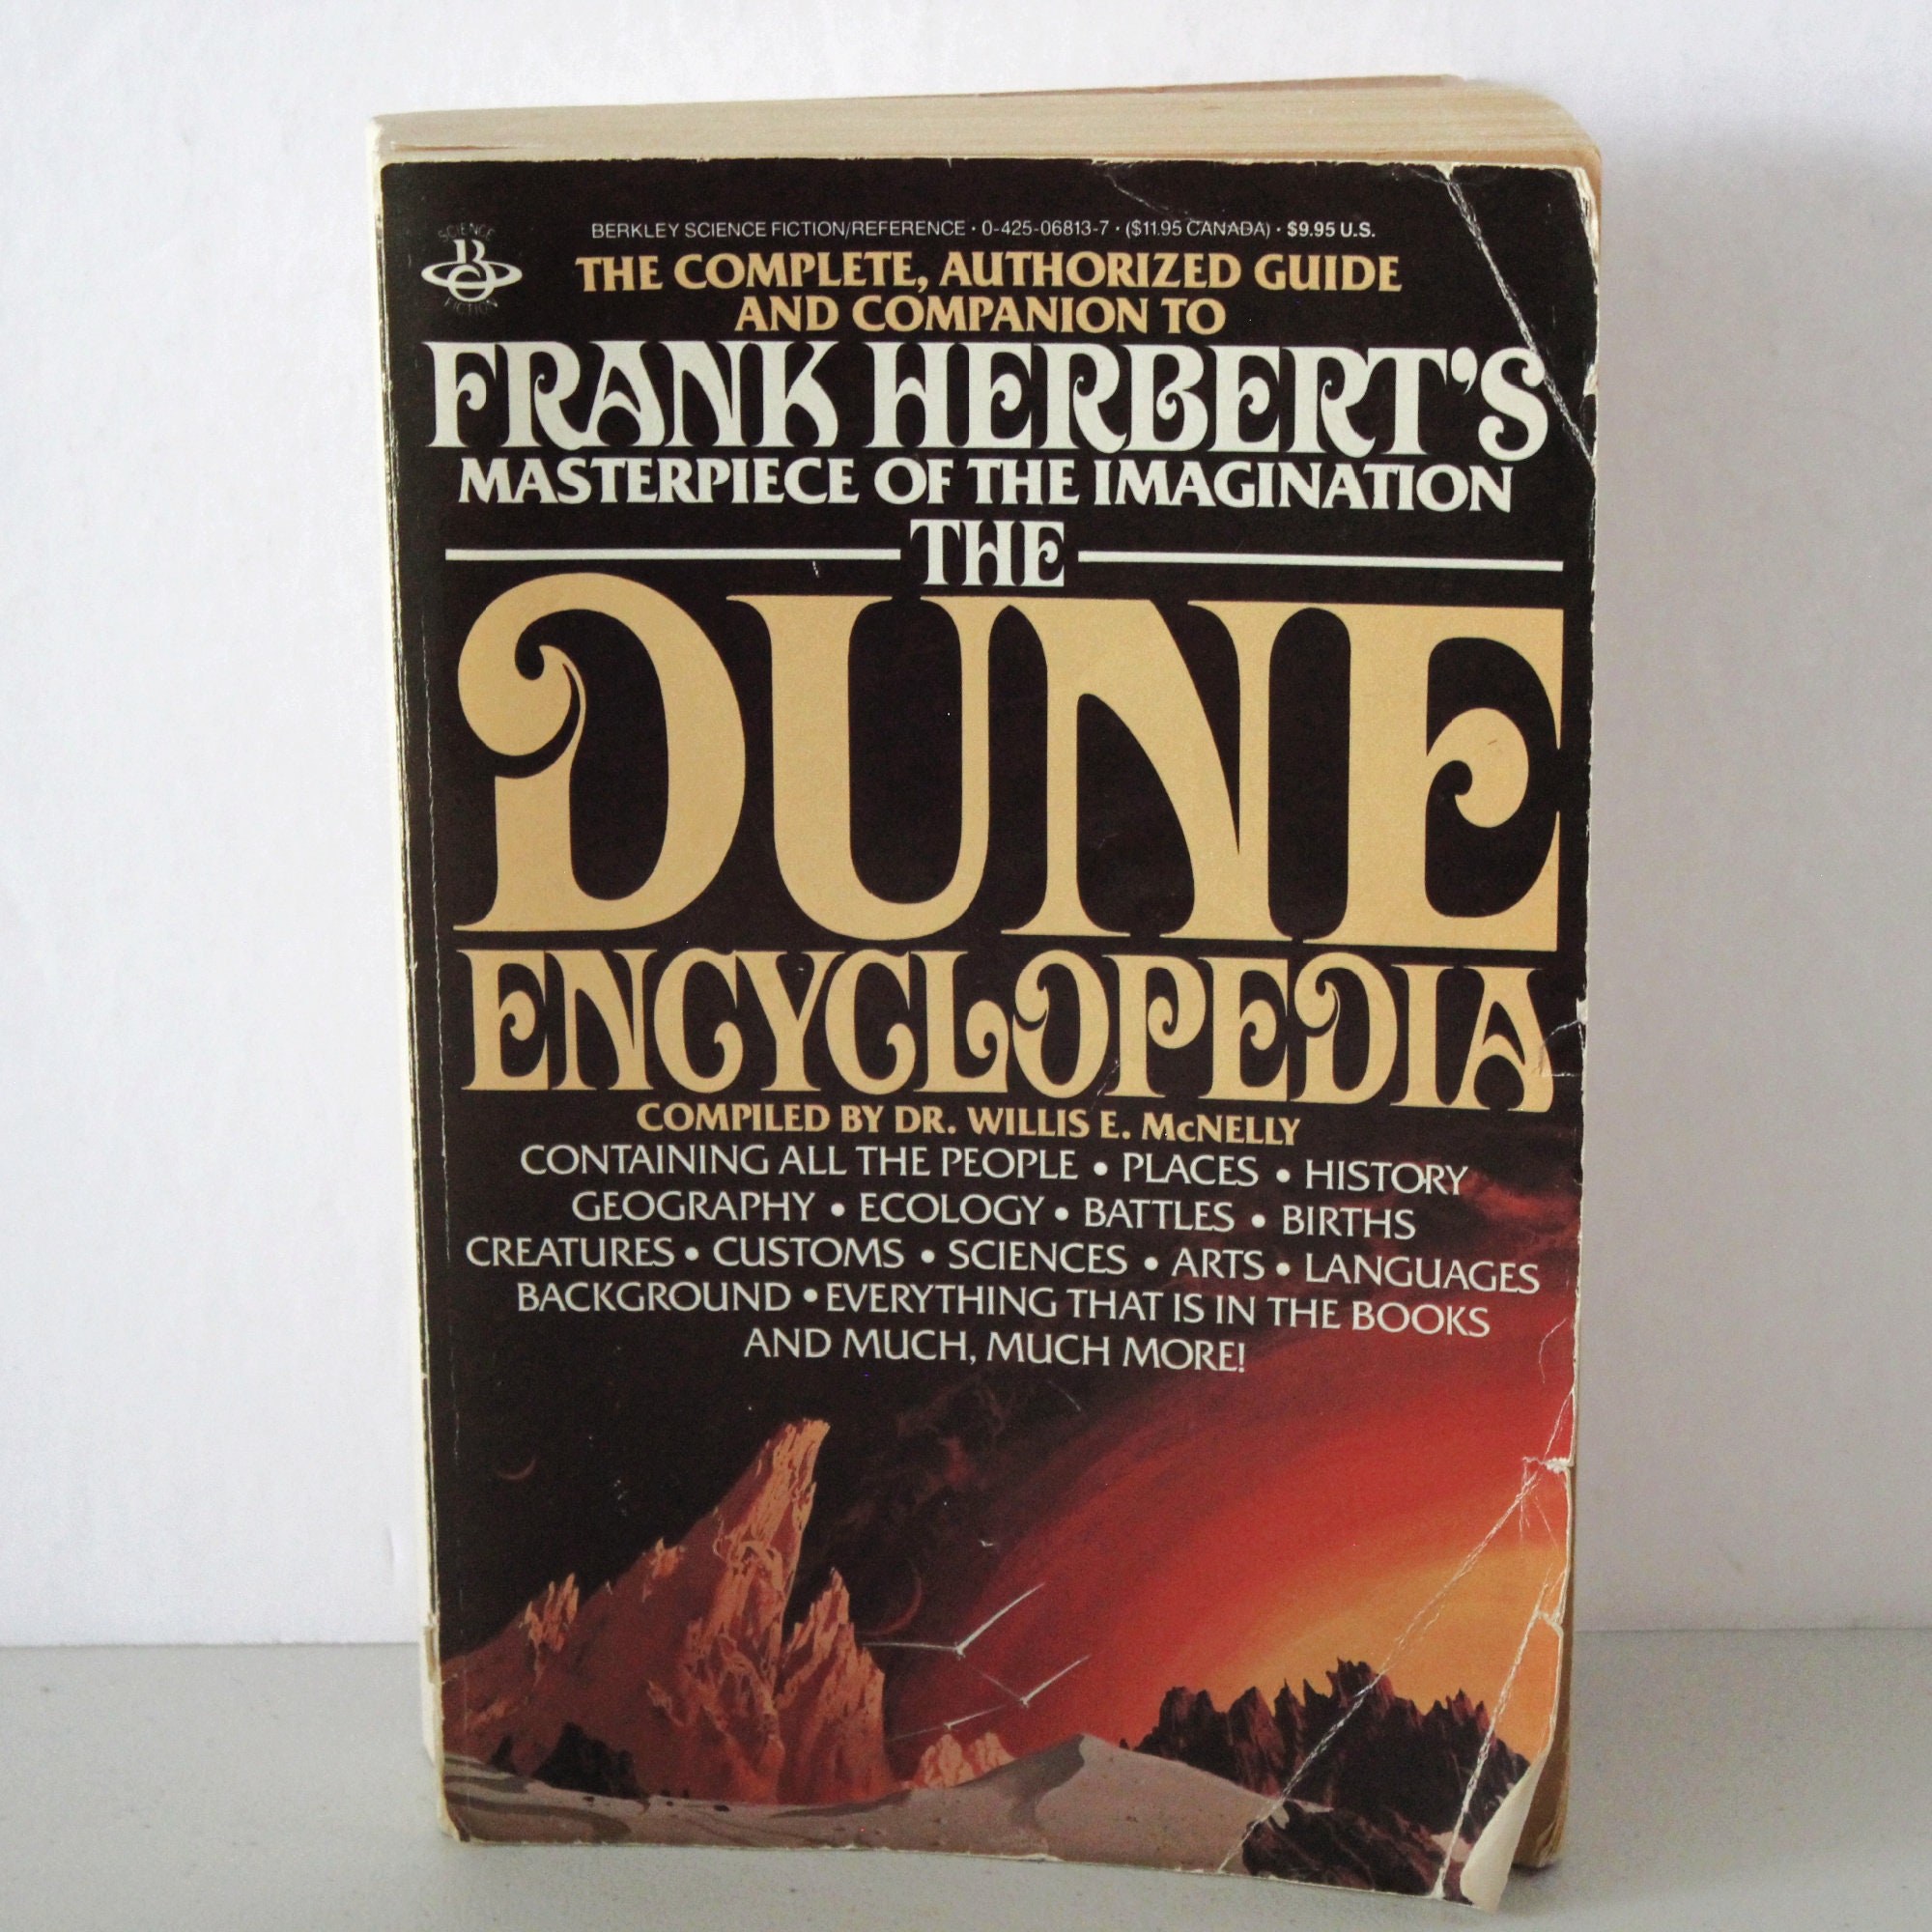 SCIENCE
B
FICTION
BERKLEY SCIENCE FICTION/REFERENCE • 0-425-06813-7 • ($11.95 CANADA) • $9.95 U.S.
THE COMPLETE, AUTHORIZED GUIDE
AND COMPANION TO
FRANK HERBERT'S
MASTERPIECE OF THE IMAGINATION
THE
DUNE
ENCYCLOPEDIA
COMPILED BY DR. WILLIS E. McNELLY
CONTAINING ALL THE PEOPLE • PLACES • HISTORY
GEOGRAPHY • ECOLOGY • BATTLES • BIRTHS
CREATURES • CUSTOMS • SCIENCES • ARTS • LANGUAGES
BACKGROUND • EVERYTHING THAT IS IN THE BOOKS
AND MUCH, MUCH MORE!